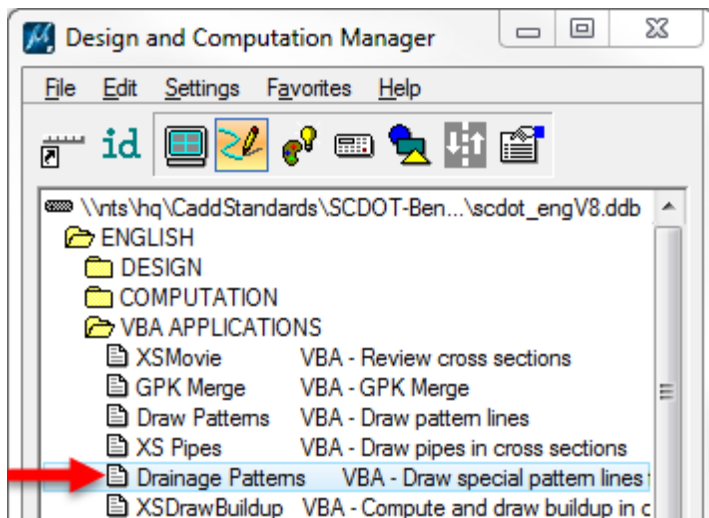 Design and Computation Manager
File Edit Settings Favorites Help
id
\\nts\hq\CaddStandards\SCDOT-Ben...\scdot_engV8.ddb
ENGLISH
DESIGN
COMPUTATION
VBA APPLICATIONS
XSMovie VBA - Review cross sections
GPK Merge VBA - GPK Merge
Draw Patterns VBA - Draw pattern lines
XS Pipes VBA - Draw pipes in cross sections
Drainage Patterns VBA - Draw special pattern lines
XSDrawBuildup VBA - Compute and draw buildup in